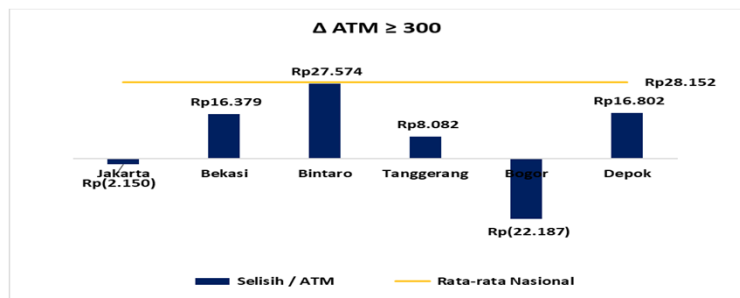 Δ ATM ≥ 300
Rp27.574
Rp28.152
Rp16.379
Rp16.802
Rp8.082
Jakarta Bekasi Bintaro Tanggerang Bogor Depok
Rp(2.150)
Rp(22.187)
Selisih / ATM Rata-rata Nasional